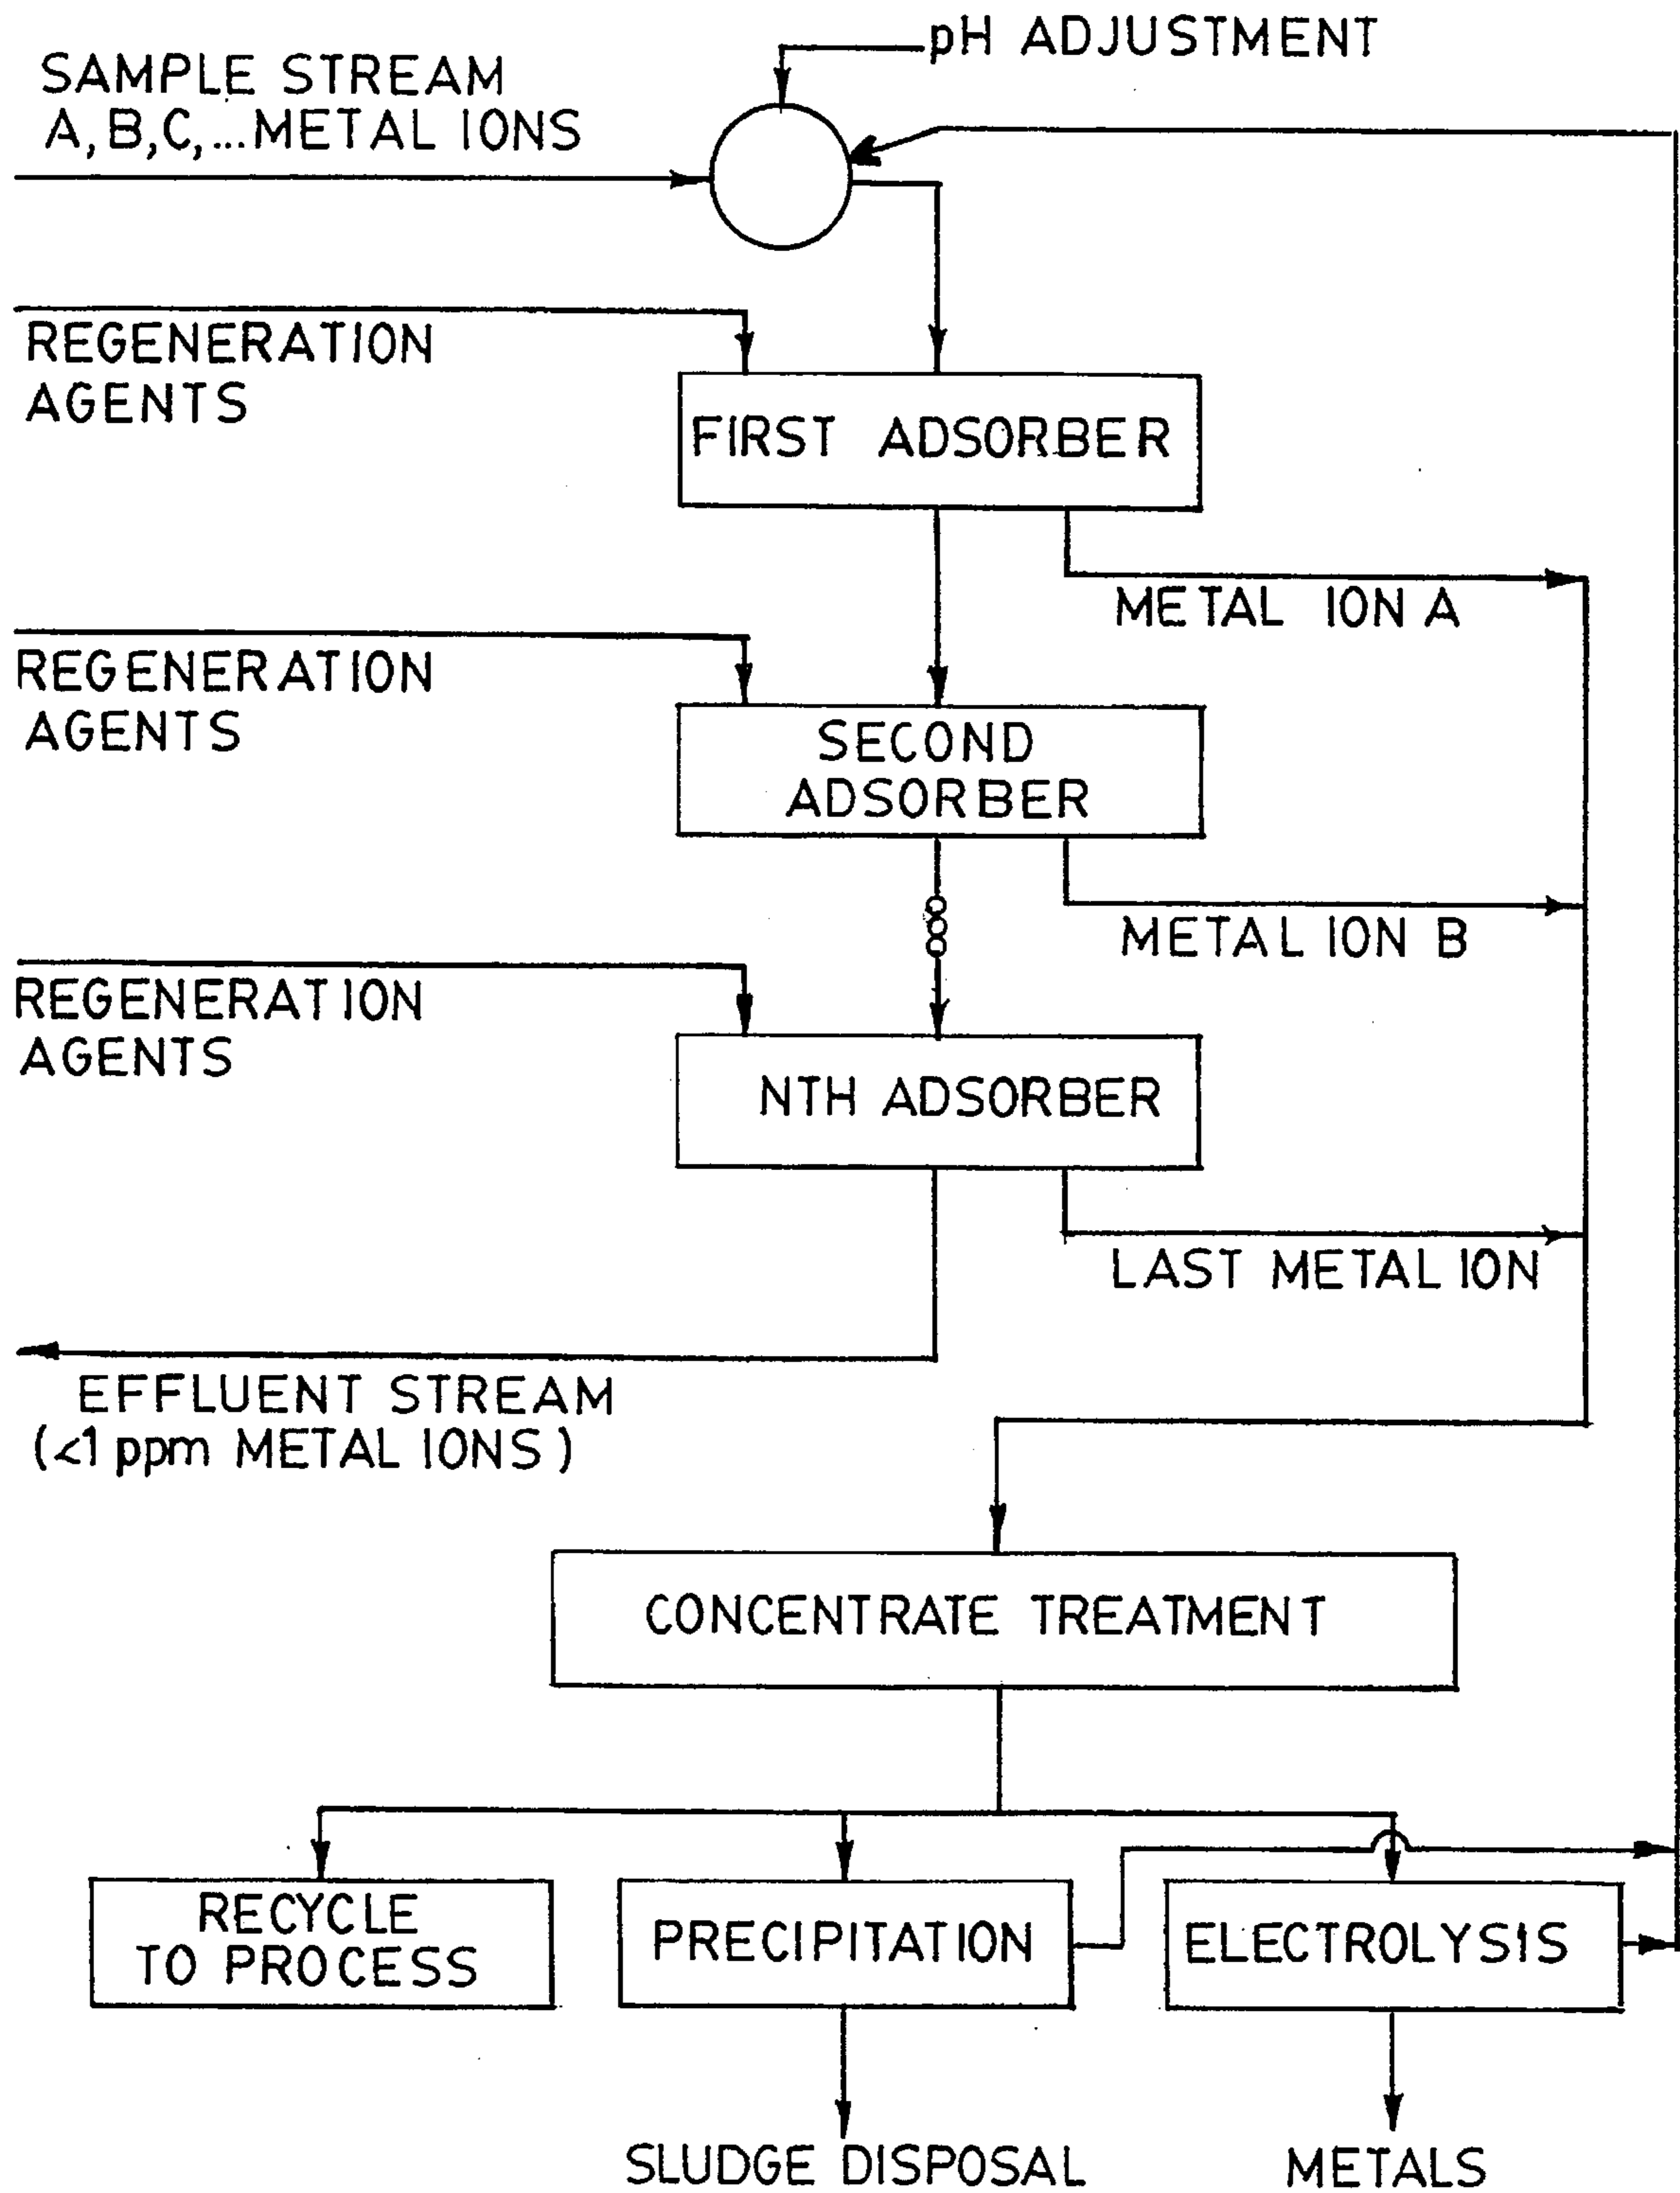 pH ADJUSTMENT
SAMPLE STREAM
A, B, C, ... METAL IONS
REGENERATION
AGENTS
FIRST ADSORBER
METAL ION A
REGENERATION
AGENTS
SECOND
ADSORBER
METAL ION B
REGENERATION
AGENTS
NTH ADSORBER
LAST METAL ION
EFFLUENT STREAM
(<1 ppm METAL IONS)
CONCENTRATE TREATMENT
RECYCLE
TO PROCESS
PRECIPITATION
ELECTROLYSIS
SLUDGE DISPOSAL
METALS